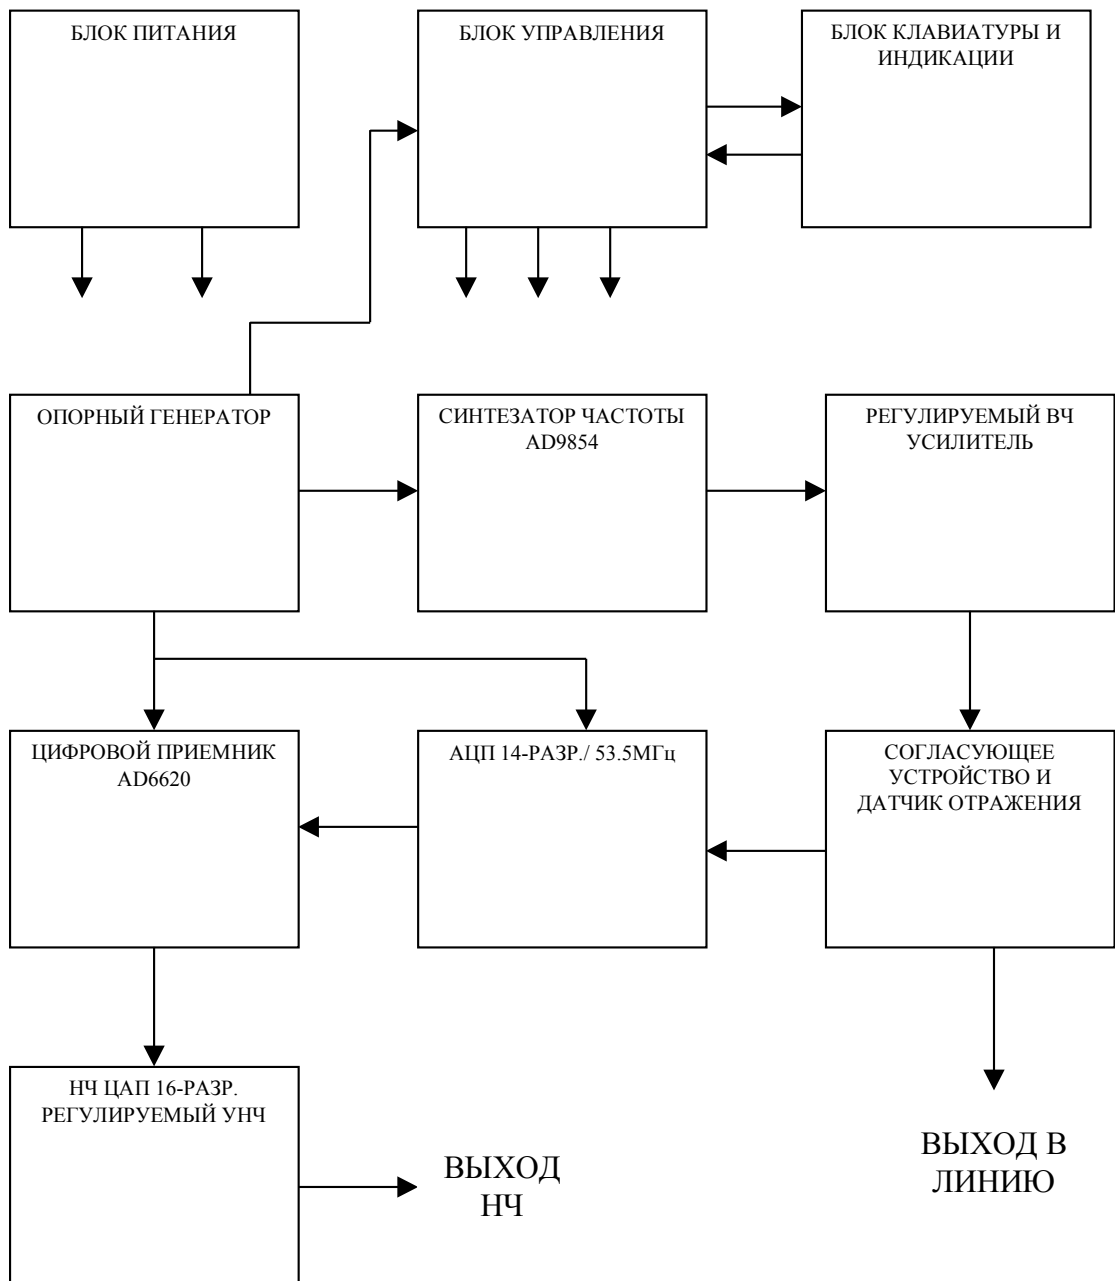 БЛОК ПИТАНИЯ
БЛОК УПРАВЛЕНИЯ
БЛОК КЛАВИАТУРЫ И
ИНДИКАЦИИ
ОПОРНЫЙ ГЕНЕРАТОР
СИНТЕЗАТОР ЧАСТОТЫ
AD9854
РЕГУЛИРУЕМЫЙ ВЧ
УСИЛИТЕЛЬ
ЦИФРОВОЙ ПРИЕМНИК
AD6620
АЦП 14-РАЗР./ 53.5МГц
СОГЛАСУЮЩЕЕ
УСТРОЙСТВО И
ДАТЧИК ОТРАЖЕНИЯ
НЧ ЦАП 16-РАЗР.
РЕГУЛИРУЕМЫЙ УНЧ
ВЫХОД
НЧ
ВЫХОД В
ЛИНИЮ